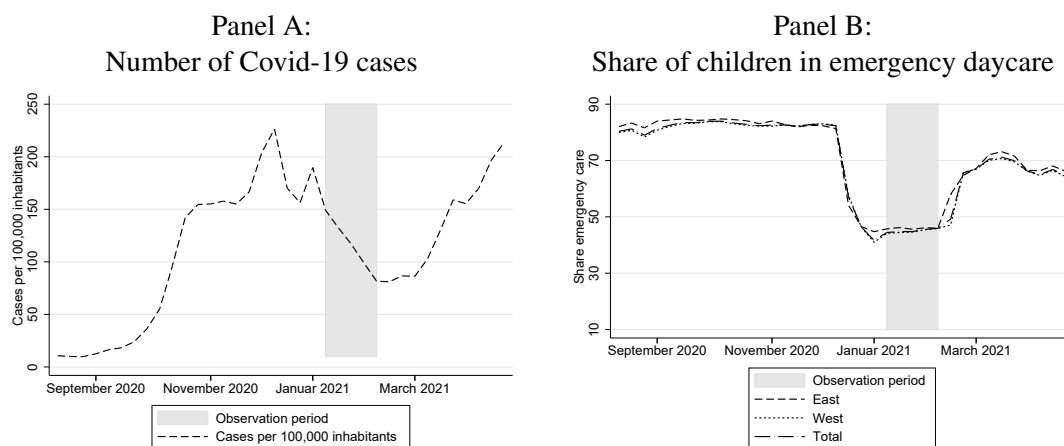 Panel A:
Number of Covid-19 cases
Cases per 100,000 inhabitants
250
200
150
100
50
0
September 2020 November 2020 Januar 2021 March 2021
Observation period
Cases per 100,000 inhabitants
Panel B:
Share of children in emergency daycare
Share emergency care
90
70
50
30
10
September 2020 November 2020 Januar 2021 March 2021
Observation period
East
West
Total